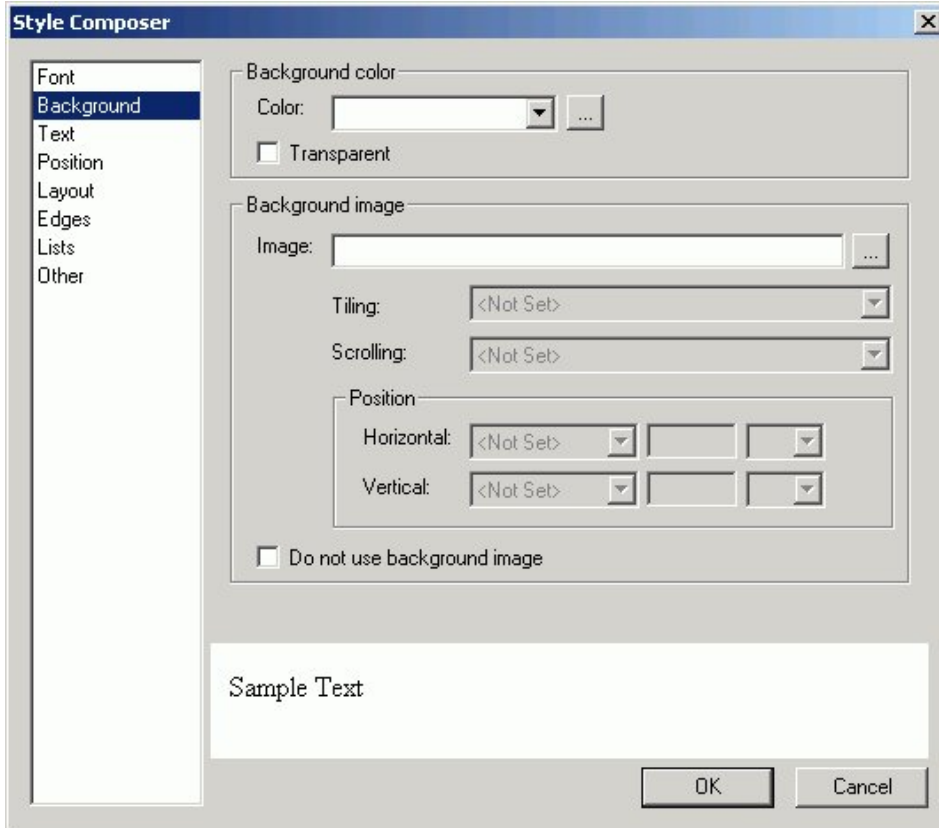 Style Composer
Font
Background
Text
Position
Layout
Edges
Lists
Other
Background color
Color:
...
Transparent
Background image
Image:
...
Tiling: <Not Set>
Scrolling: <Not Set>
Position
Horizontal: <Not Set>
Vertical: <Not Set>
Do not use background image
Sample Text
OK Cancel